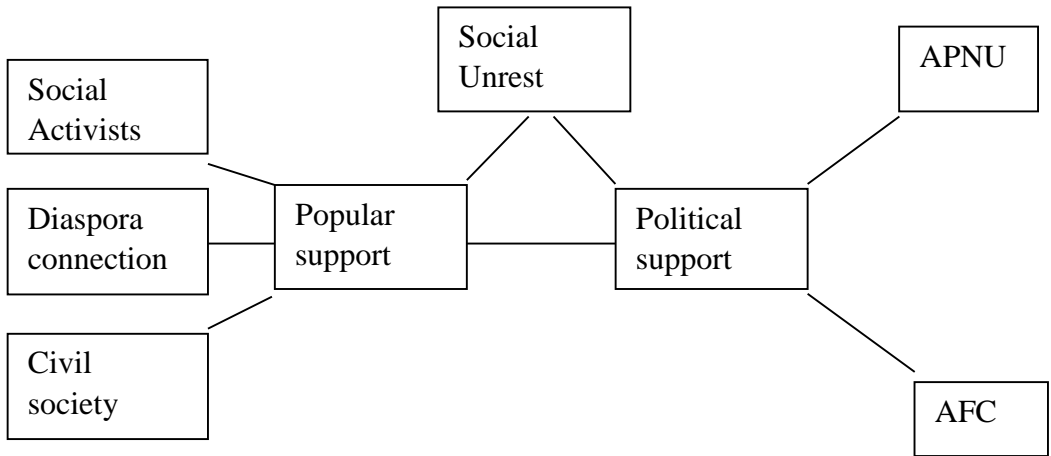 Social
Unrest
APNU
Social
Activists
Diaspora
connection
Popular
support
Political
support
Civil
society
AFC